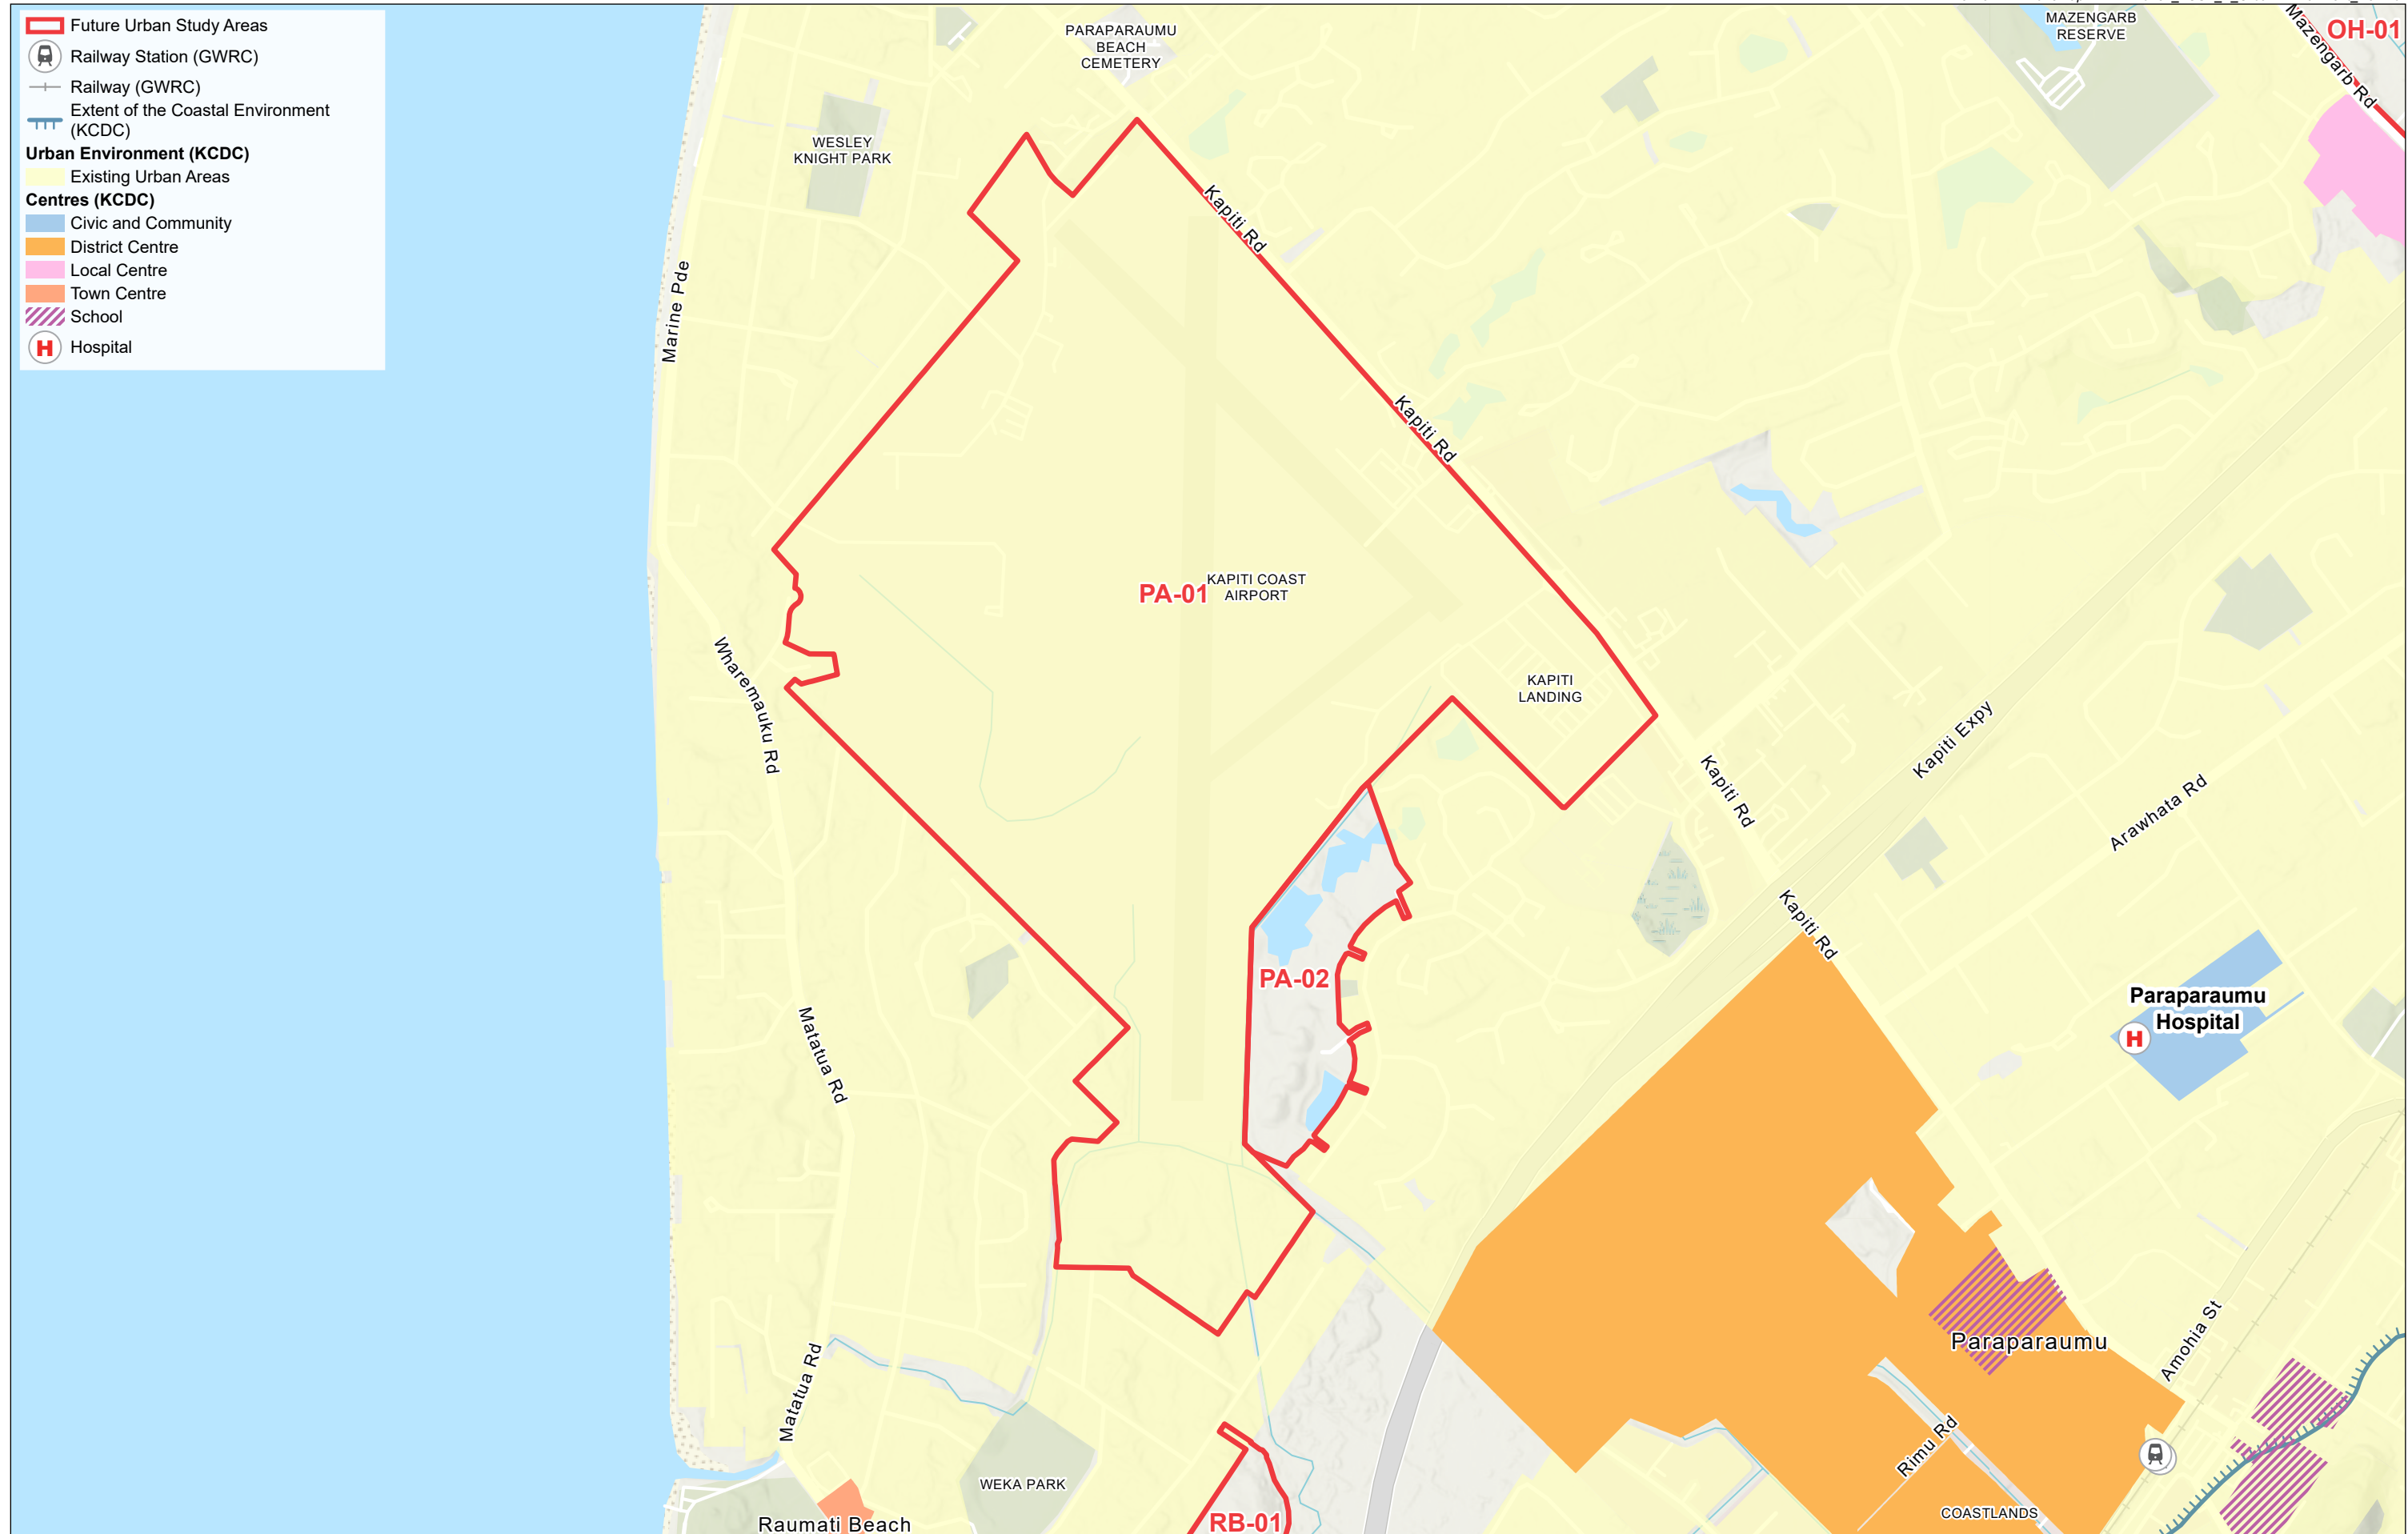 Future Urban Study Areas
Railway Station (GWRC)
Railway (GWRC)
Extent of the Coastal Environment
(KCDC)
Urban Environment (KCDC)
Existing Urban Areas
Centres (KCDC)
Civic and Community
District Centre
Local Centre
Town Centre
School
H Hospital
PARAPARAUMU
BEACH
CEMETERY
MAZENGARB
RESERVE
Mazengarb Rd
OH-01
WESLEY
KNIGHT PARK
Kapiti Rd
Marine Pde
Kapiti Rd
PA-01
KAPITI COAST
AIRPORT
KAPITI
LANDING
Wharemauku Rd
Kapiti Rd
Kapiti Expy
Arawhata Rd
Kapiti Rd
PA-02
Paraparaumu
Hospital
H
Matatua Rd
Paraparaumu
Amohia St
Matatua Rd
Rimu Rd
WEKA PARK
COASTLANDS
Raumati Beach
RB-01